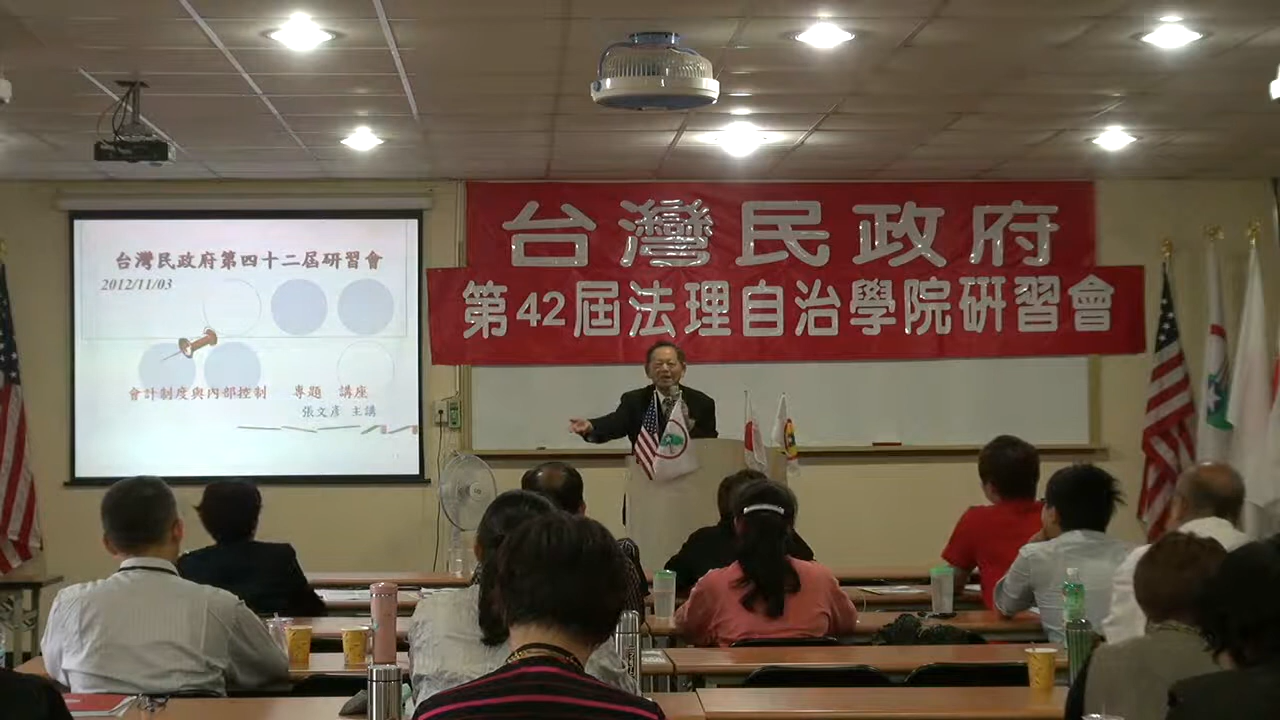 台灣民政府
第42屆法理自治學院研習會
台灣民政府第四十二屆研習會
2012/11/03
會計制度與內部控制 專題 講座
張文彥 主講